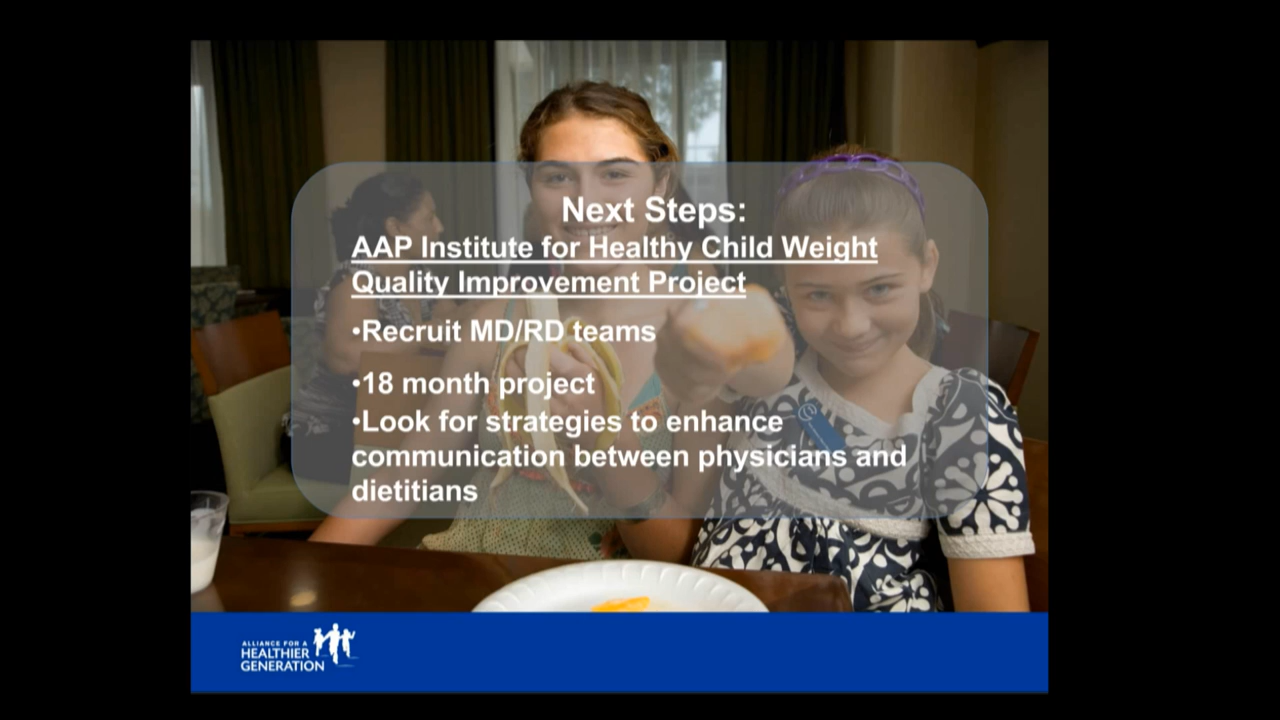 Next Steps:
AAP Institute for Healthy Child Weight
Quality Improvement Project
•Recruit MD/RD teams
•18 month project
•Look for strategies to enhance
communication between physicians and
dietitians
ALLIANCE FOR A
HEALTHIER
GENERATION